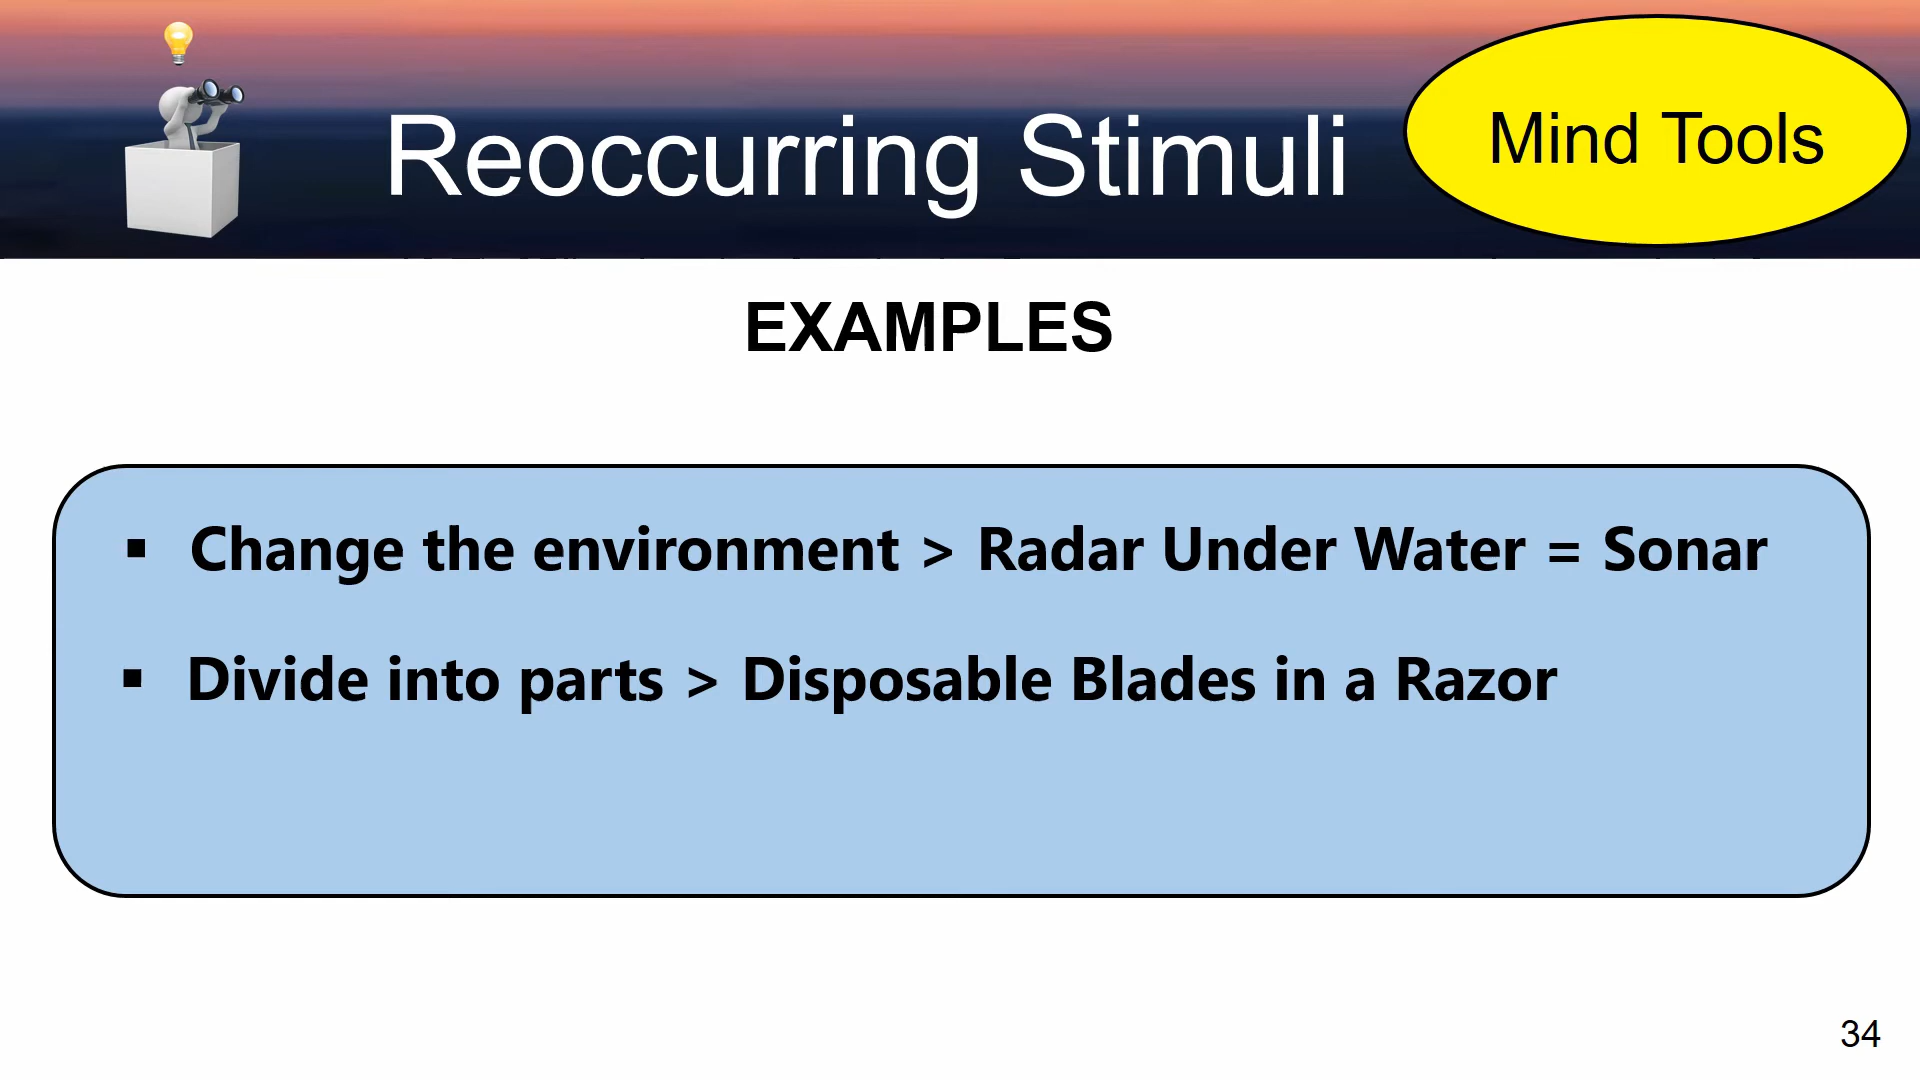 Reoccurring Stimuli
Mind Tools
EXAMPLES
▪ Change the environment > Radar Under Water = Sonar
▪ Divide into parts > Disposable Blades in a Razor
34